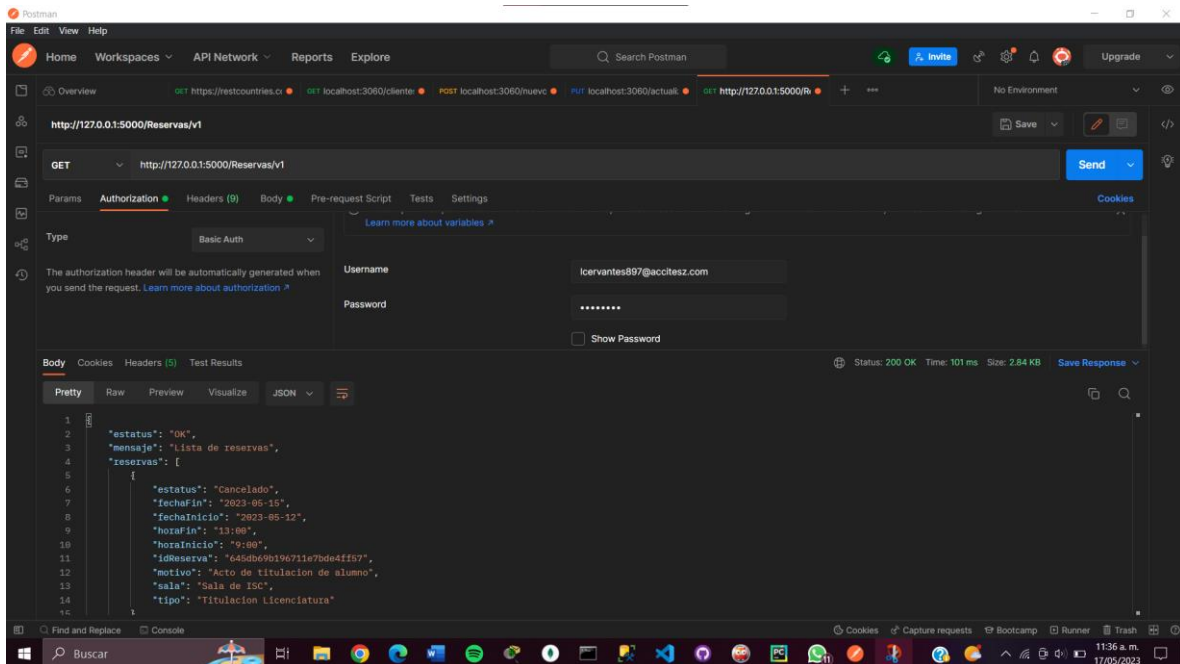 Postman
File Edit View Help
Home Workspaces API Network Reports Explore Search Postman Invite Upgrade
Overview GET https://restcountries.c GET localhost:3060/cliente POST localhost:3060/nuevc PUT localhost:3060/actuali GET http://127.0.0.1:5000/R No Environment
http://127.0.0.1:5000/Reservas/v1 Save
GET http://127.0.0.1:5000/Reservas/v1 Send
Params Authorization Headers (9) Body Pre-request Script Tests Settings Cookies
Learn more about variables
Type Basic Auth
The authorization header will be automatically generated when
you send the request. Learn more about authorization
Username lcervantes897@accitesz.com
Password ••••••••
Show Password
Body Cookies Headers (5) Test Results Status: 200 OK Time: 101 ms Size: 2.84 KB Save Response
Pretty Raw Preview Visualize JSON
1 {
2 "estatus": "OK",
3 "mensaje": "Lista de reservas",
4 "reservas": [
5 {
6 "estatus": "Cancelado",
7 "fechaFin": "2023-05-15",
8 "fechaInicio": "2023-05-12",
9 "horaFin": "13:00",
10 "horaInicio": "9:00",
11 "idReserva": "645db69b196711e7bde4ff57",
12 "motivo": "Acto de titulacion de alumno",
13 "sala": "Sala de ISC",
14 "tipo": "Titulacion Licenciatura"
15 }
Find and Replace Console Cookies Capture requests Bootcamp Runner Trash
Buscar 11:36 a. m.
17/05/2023